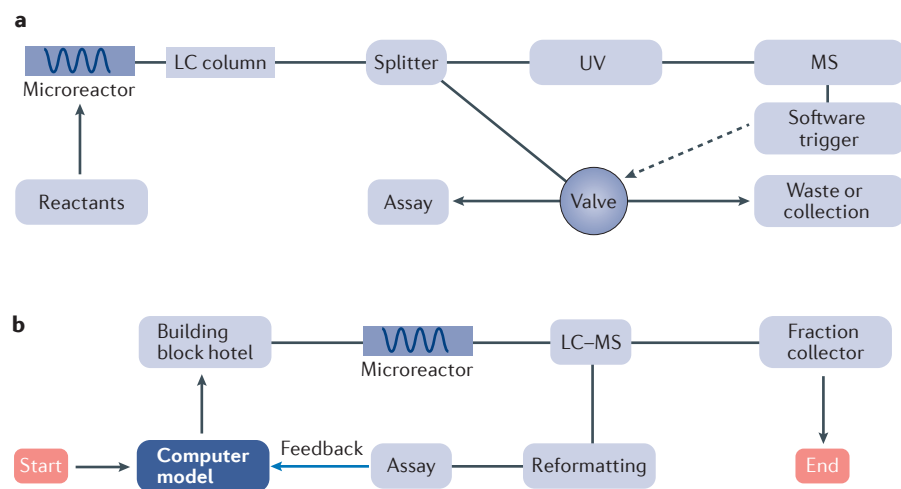 a
LC column
Splitter
UV
MS
Microreactor
Software
trigger
Reactants
Assay
Valve
Waste or
collection
b
Building
block hotel
Microreactor
LC–MS
Fraction
collector
Start
Computer
model
Feedback
Assay
Reformatting
End